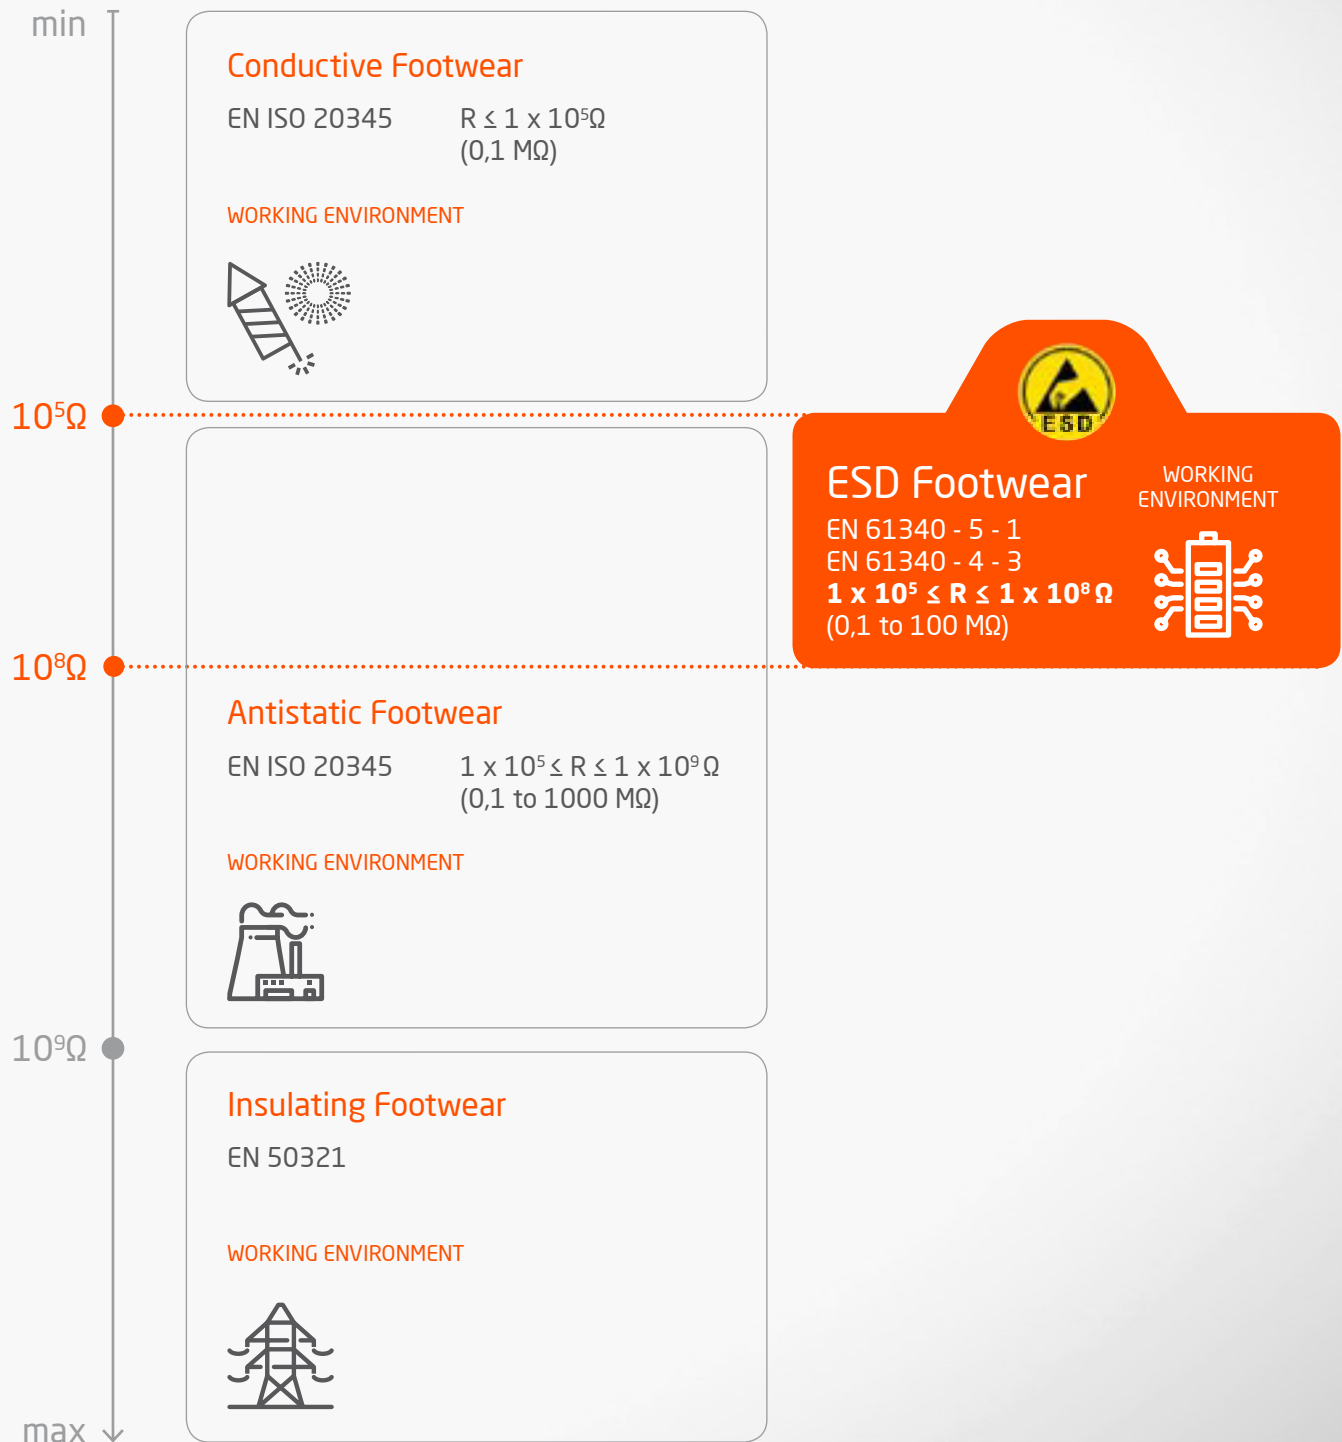 min
Conductive Footwear
EN ISO 20345 R ≤ 1 x 10⁵Ω
(0,1 MΩ)
WORKING ENVIRONMENT
10⁵Ω
ESD
ESD Footwear
WORKING
ENVIRONMENT
EN 61340 - 5 - 1
EN 61340 - 4 - 3
1 x 10⁵ ≤ R ≤ 1 x 10⁸ Ω
(0,1 to 100 MΩ)
10⁸Ω
Antistatic Footwear
EN ISO 20345 1 x 10⁵ ≤ R ≤ 1 x 10⁹ Ω
(0,1 to 1000 MΩ)
WORKING ENVIRONMENT
10⁹Ω
Insulating Footwear
EN 50321
WORKING ENVIRONMENT
max